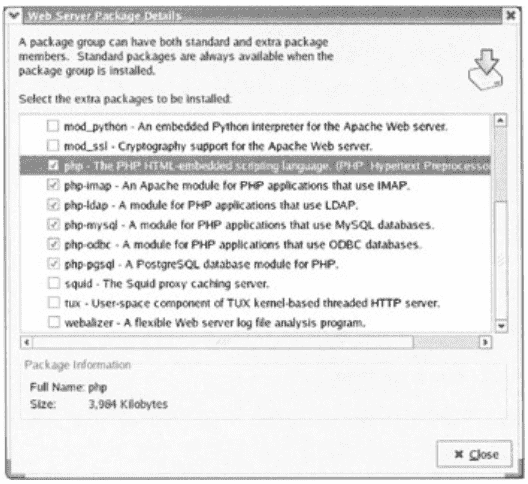 Web Server Package Details
A package group can have both standard and extra package
members. Standard packages are always available when the
package group is installed.
Select the extra packages to be installed:
mod_python - An embedded Python interpreter for the Apache Web server.
mod_ssl - Cryptography support for the Apache Web server.
php - The PHP HTML-embedded scripting language. (PHP: Hypertext Preprocesso
php-imap - An Apache module for PHP applications that use IMAP.
php-ldap - A module for PHP applications that use LDAP.
php-mysql - A module for PHP applications that use MySQL databases.
php-odbc - A module for PHP applications that use ODBC databases.
php-pgsql - A PostgreSQL database module for PHP.
squid - The Squid proxy caching server.
tux - User-space component of TUX kernel-based threaded HTTP server.
webalizer - A flexible Web server log file analysis program.
Package Information
Full Name: php
Size: 3,984 Kilobytes
Close